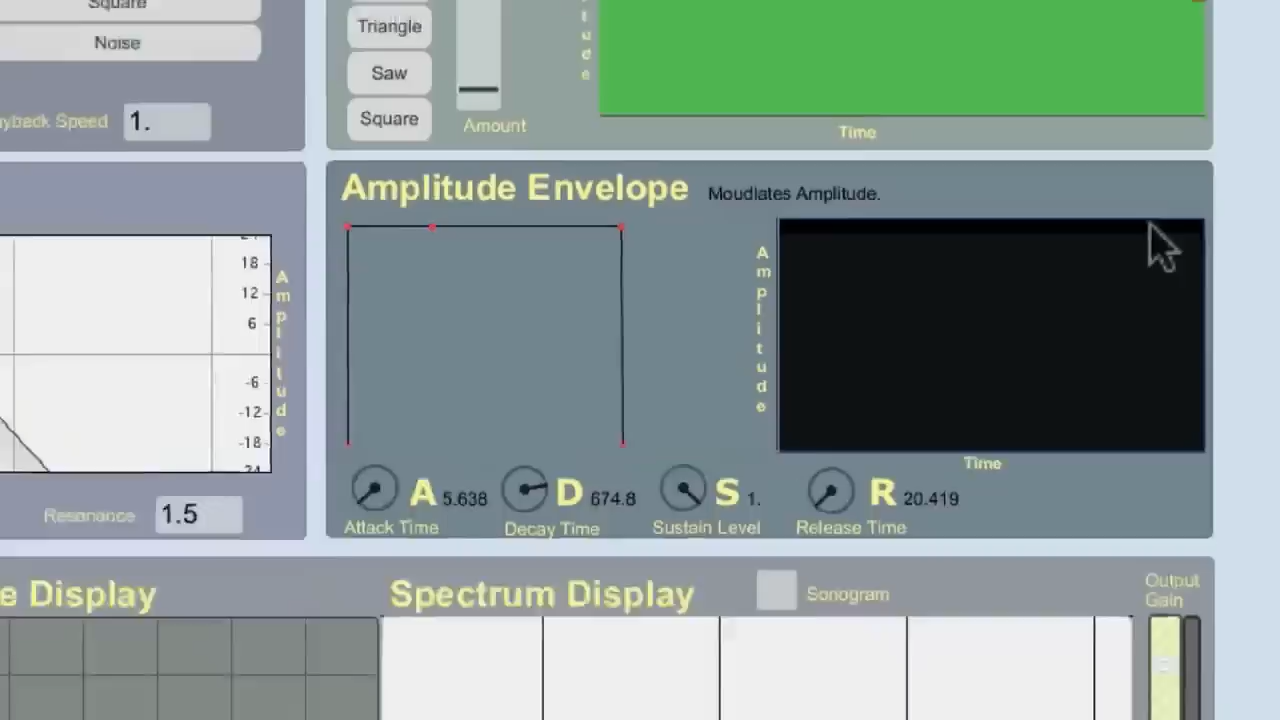 Square
Noise
yback Speed 1.
Triangle
Saw
Square
Amount
t
u
d
e
Time
Amplitude Envelope
Moudlates Amplitude.
18
12
6
-6
-12
-18
Amplitude
Resonance 1.5
Amplitude
Time
A 5.638
D 674.8
S 1.
R 20.419
Attack Time
Decay Time
Sustain Level
Release Time
e Display
Spectrum Display
Sonogram
Output
Gain